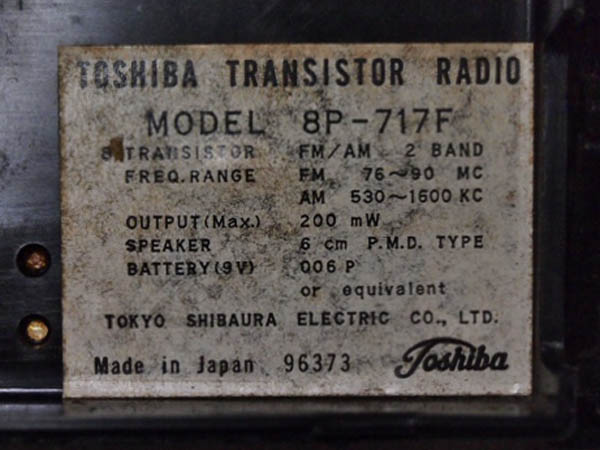 TOSHIBA TRANSISTOR RADIO
MODEL 8P-717F
8 TRANSISTOR FM/AM 2 BAND
FREQ. RANGE FM 76~90 MC
AM 530~1600 KC
OUTPUT (Max.) 200 mW
SPEAKER 6 cm P.M.D. TYPE
BATTERY (9V) 006 P
or equivalent
TOKYO SHIBAURA ELECTRIC CO., LTD.
Made in Japan 96373 Toshiba